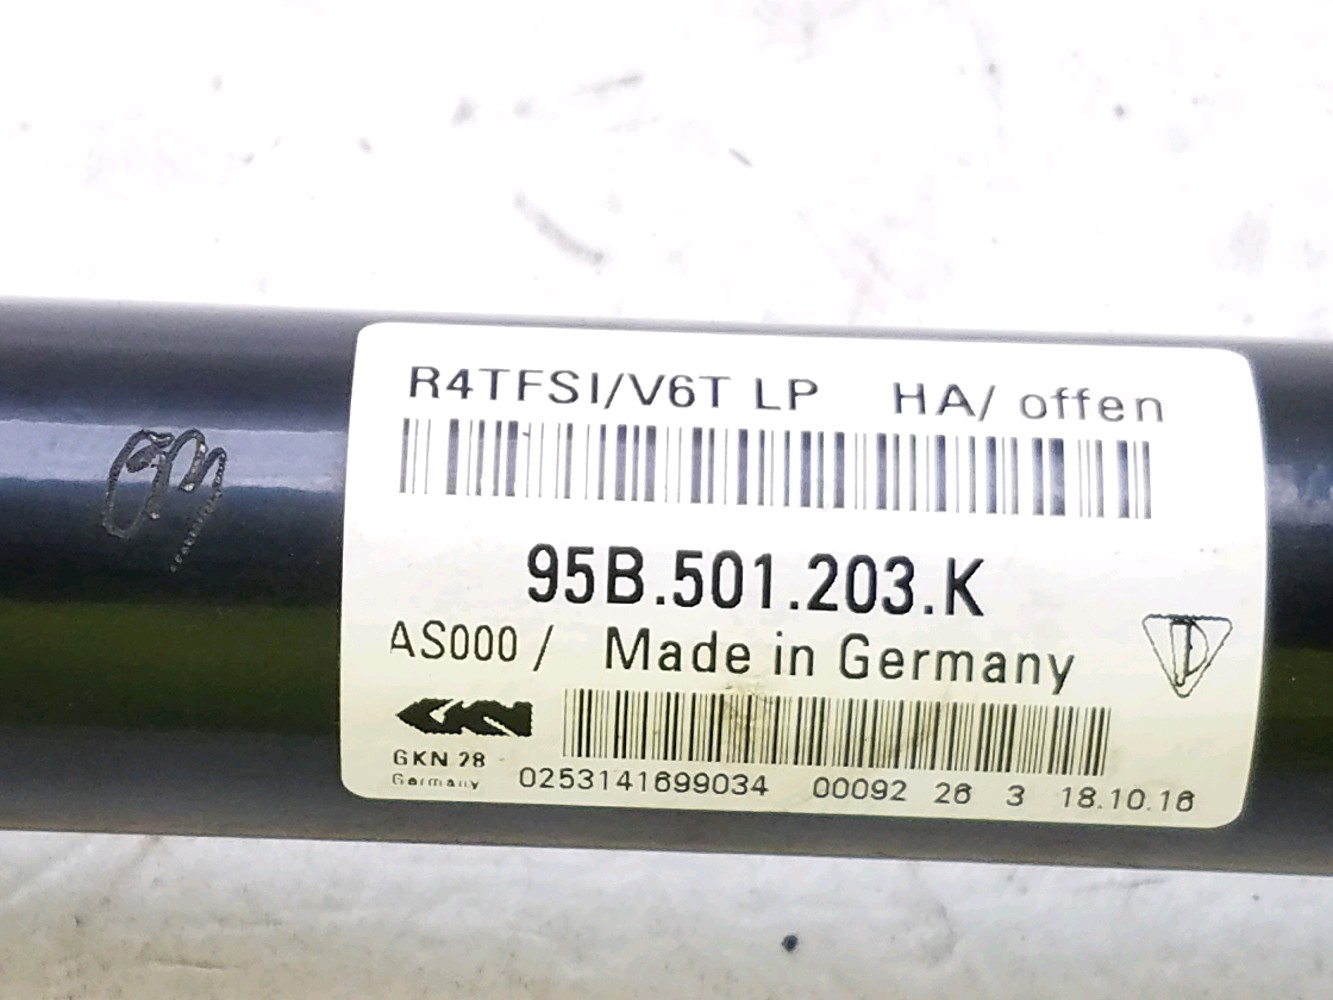 R4TFSI/V6T LP HA/ offen
95B.501.203.K
AS000 / Made in Germany
GKN
GKN 28
Germany
0253141699034 00092 26 3 18.10.16